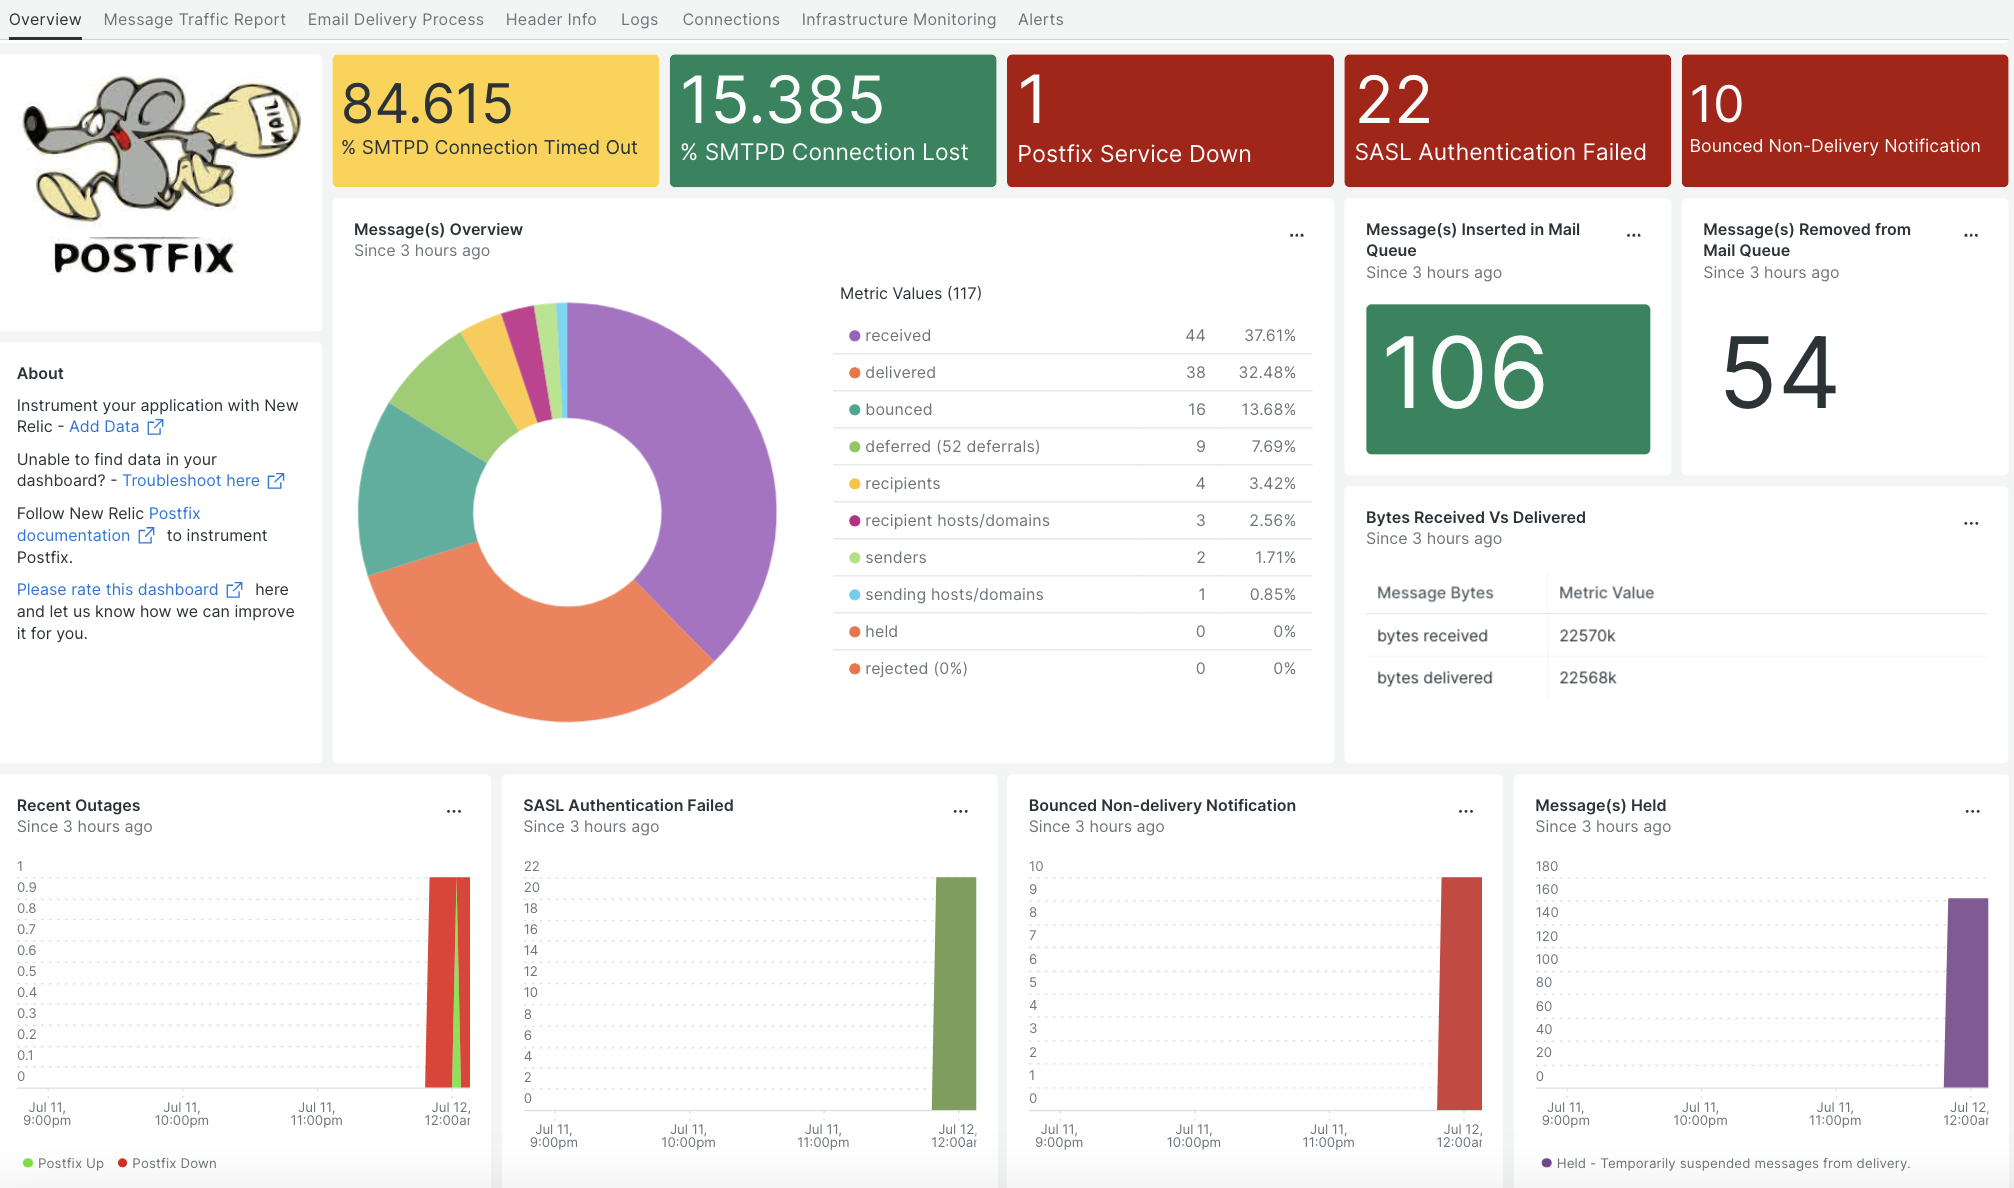 Overview Message Traffic Report Email Delivery Process Header Info Logs Connections Infrastructure Monitoring Alerts
MAIL
POSTFIX
84.615
% SMTPD Connection Timed Out
15.385
% SMTPD Connection Lost
1
Postfix Service Down
22
SASL Authentication Failed
10
Bounced Non-Delivery Notification
About
Instrument your application with New
Relic - Add Data
Unable to find data in your
dashboard? - Troubleshoot here
Follow New Relic Postfix
documentation to instrument
Postfix.
Please rate this dashboard here
and let us know how we can improve
it for you.
Message(s) Overview
Since 3 hours ago
Metric Values (117)
received 44 37.61%
delivered 38 32.48%
bounced 16 13.68%
deferred (52 deferrals) 9 7.69%
recipients 4 3.42%
recipient hosts/domains 3 2.56%
senders 2 1.71%
sending hosts/domains 1 0.85%
held 0 0%
rejected (0%) 0 0%
Message(s) Inserted in Mail
Queue
Since 3 hours ago
106
Message(s) Removed from
Mail Queue
Since 3 hours ago
54
Bytes Received Vs Delivered
Since 3 hours ago
Message Bytes Metric Value
bytes received 22570k
bytes delivered 22568k
Recent Outages
Since 3 hours ago
1
0.9
0.8
0.7
0.6
0.5
0.4
0.3
0.2
0.1
0
Jul 11, Jul 11, Jul 11, Jul 12,
9:00pm 10:00pm 11:00pm 12:00ar
Postfix Up Postfix Down
SASL Authentication Failed
Since 3 hours ago
22
20
18
16
14
12
10
8
6
4
2
0
Jul 11, Jul 11, Jul 11, Jul 12,
9:00pm 10:00pm 11:00pm 12:00ar
Bounced Non-delivery Notification
Since 3 hours ago
10
9
8
7
6
5
4
3
2
1
0
Jul 11, Jul 11, Jul 11, Jul 12,
9:00pm 10:00pm 11:00pm 12:00ar
Message(s) Held
Since 3 hours ago
180
160
140
120
100
80
60
40
20
0
Jul 11, Jul 11, Jul 11, Jul 12,
9:00pm 10:00pm 11:00pm 12:00ar
Held - Temporarily suspended messages from delivery.